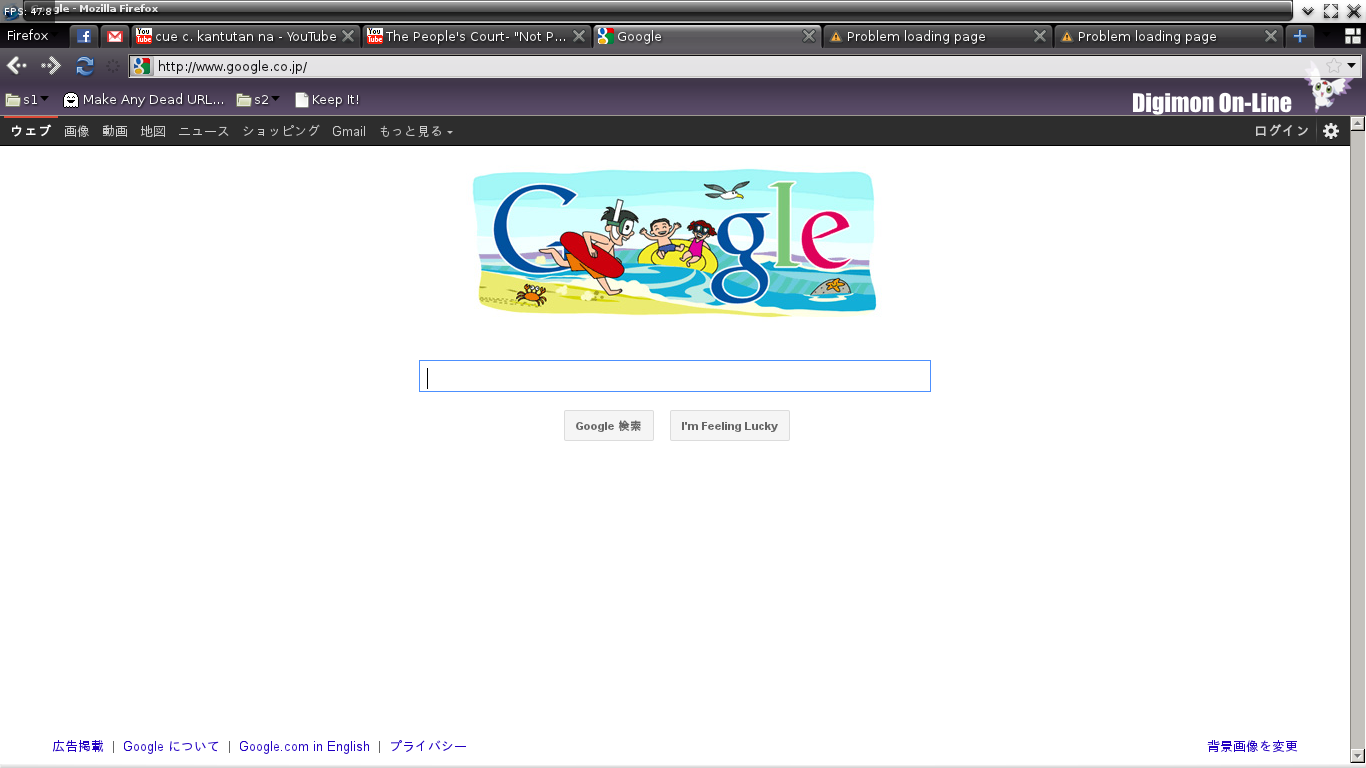 FPS: 47.8
gle - Mozilla Firefox
Firefox
You Tube cue c. kantutan na - YouTube
You Tube The People's Court- "Not P...
Google
Problem loading page
Problem loading page
http://www.google.co.jp/
s1
Make Any Dead URL...
s2
Keep It!
Digimon On-Line
ウェブ 画像 動画 地図 ニュース ショッピング Gmail もっと見る
ログイン
Google
Google 検索
I'm Feeling Lucky
広告掲載 | Google について | Google.com in English | プライバシー
背景画像を変更